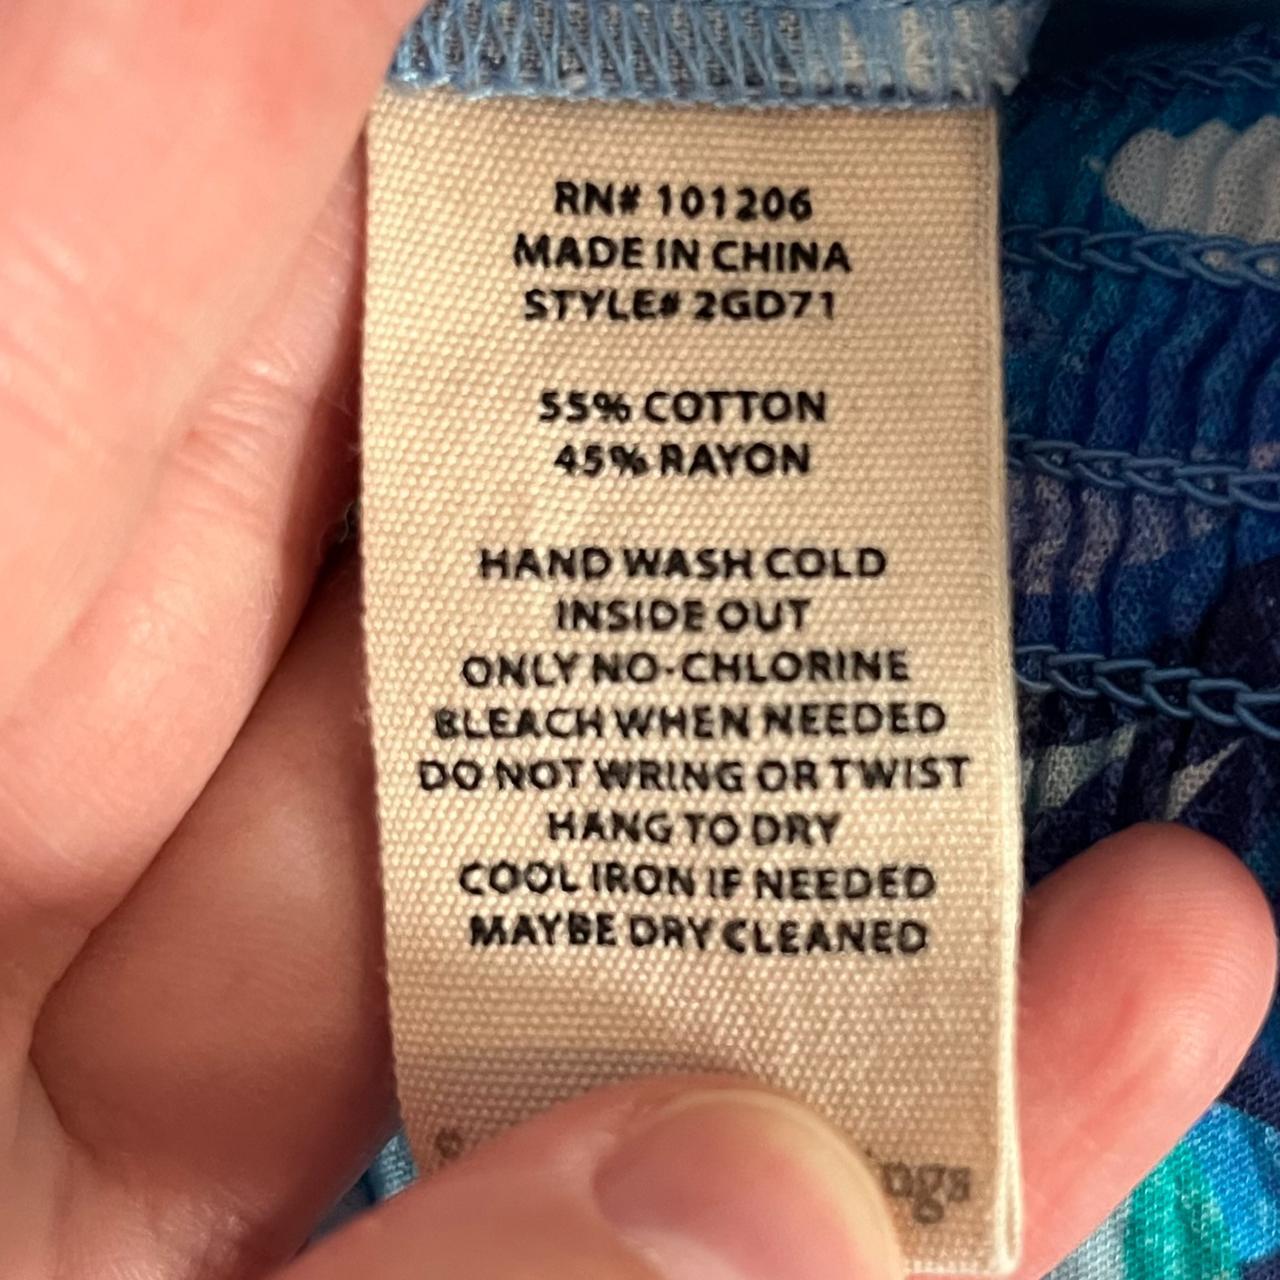 RN# 101206
MADE IN CHINA
STYLE# 2GD71
55% COTTON
45% RAYON
HAND WASH COLD
INSIDE OUT
ONLY NO-CHLORINE
BLEACH WHEN NEEDED
DO NOT WRING OR TWIST
HANG TO DRY
COOL IRON IF NEEDED
MAYBE DRY CLEANED